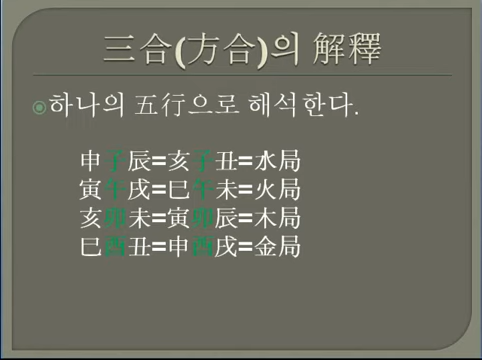 三合(方合)의 解釋
하나의 五行으로 해석한다.
申子辰=亥子丑=水局
寅午戌=巳午未=火局
亥卯未=寅卯辰=木局
巳酉丑=申酉戌=金局